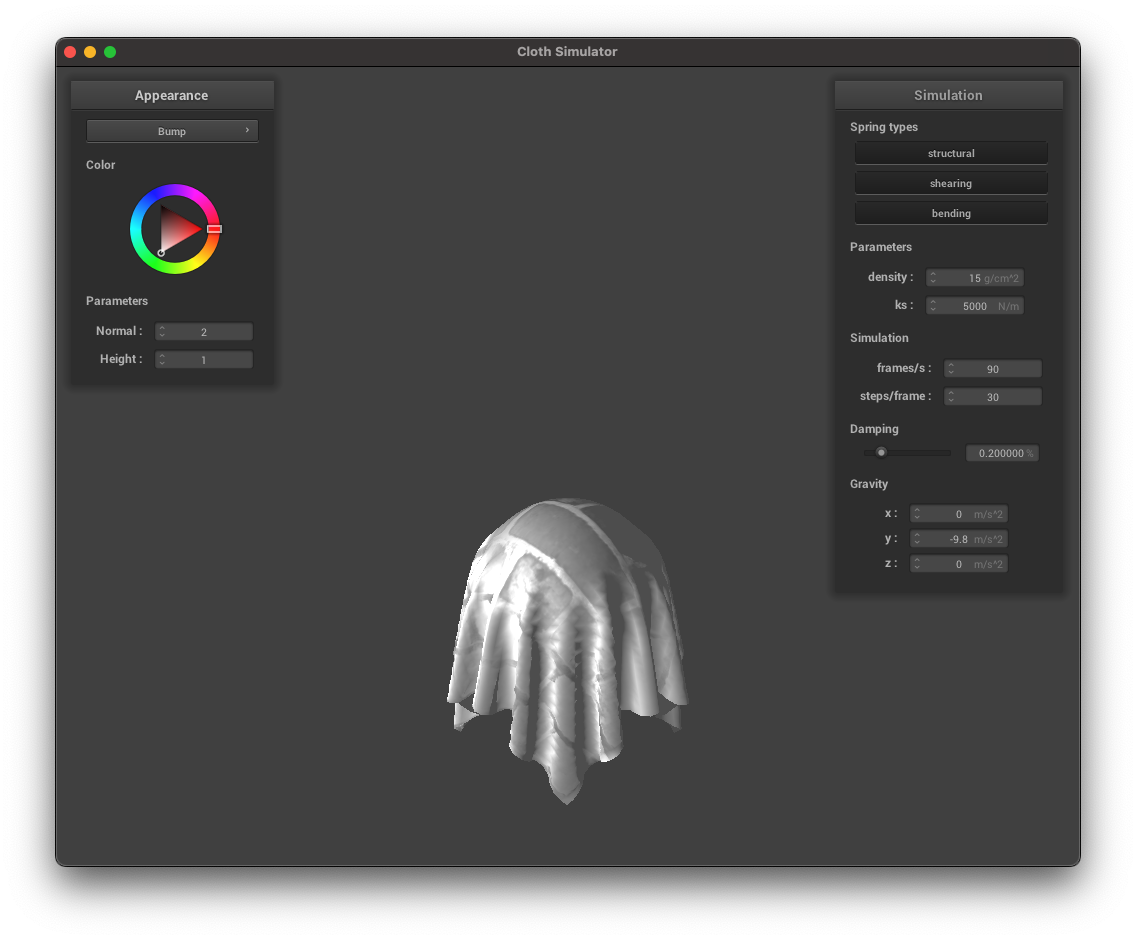 Cloth Simulator
Appearance
Bump ›
Color
Parameters
Normal : 2
Height : 1
Simulation
Spring types
structural
shearing
bending
Parameters
density : 15 g/cm^2
ks : 5000 N/m
Simulation
frames/s : 90
steps/frame : 30
Damping
0.200000 %
Gravity
x : 0 m/s^2
y : -9.8 m/s^2
z : 0 m/s^2